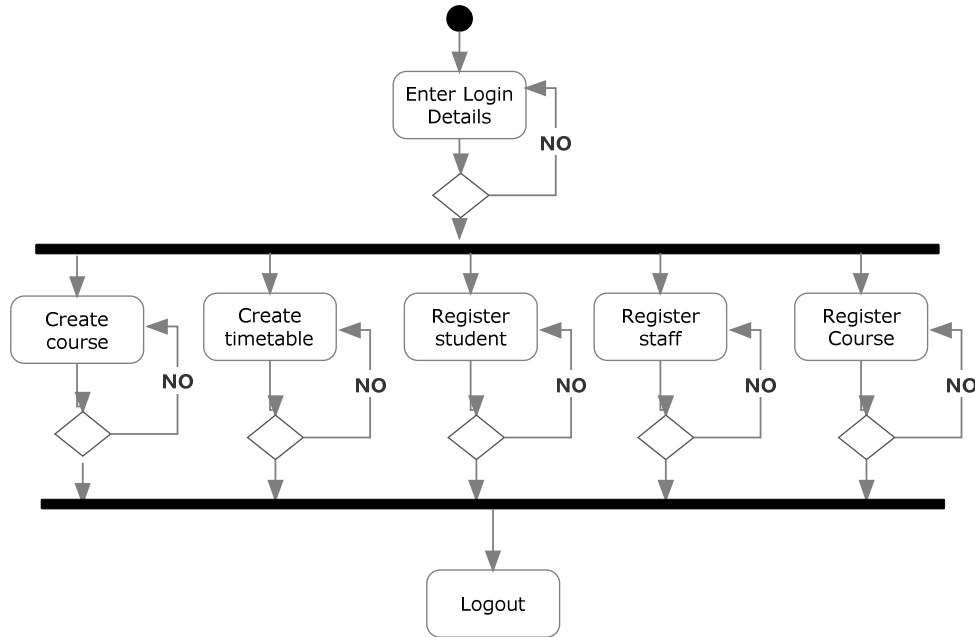 Enter Login
Details
NO
Create
course
Create
timetable
Register
student
Register
staff
Register
Course
NO
NO
NO
NO
NO
Logout